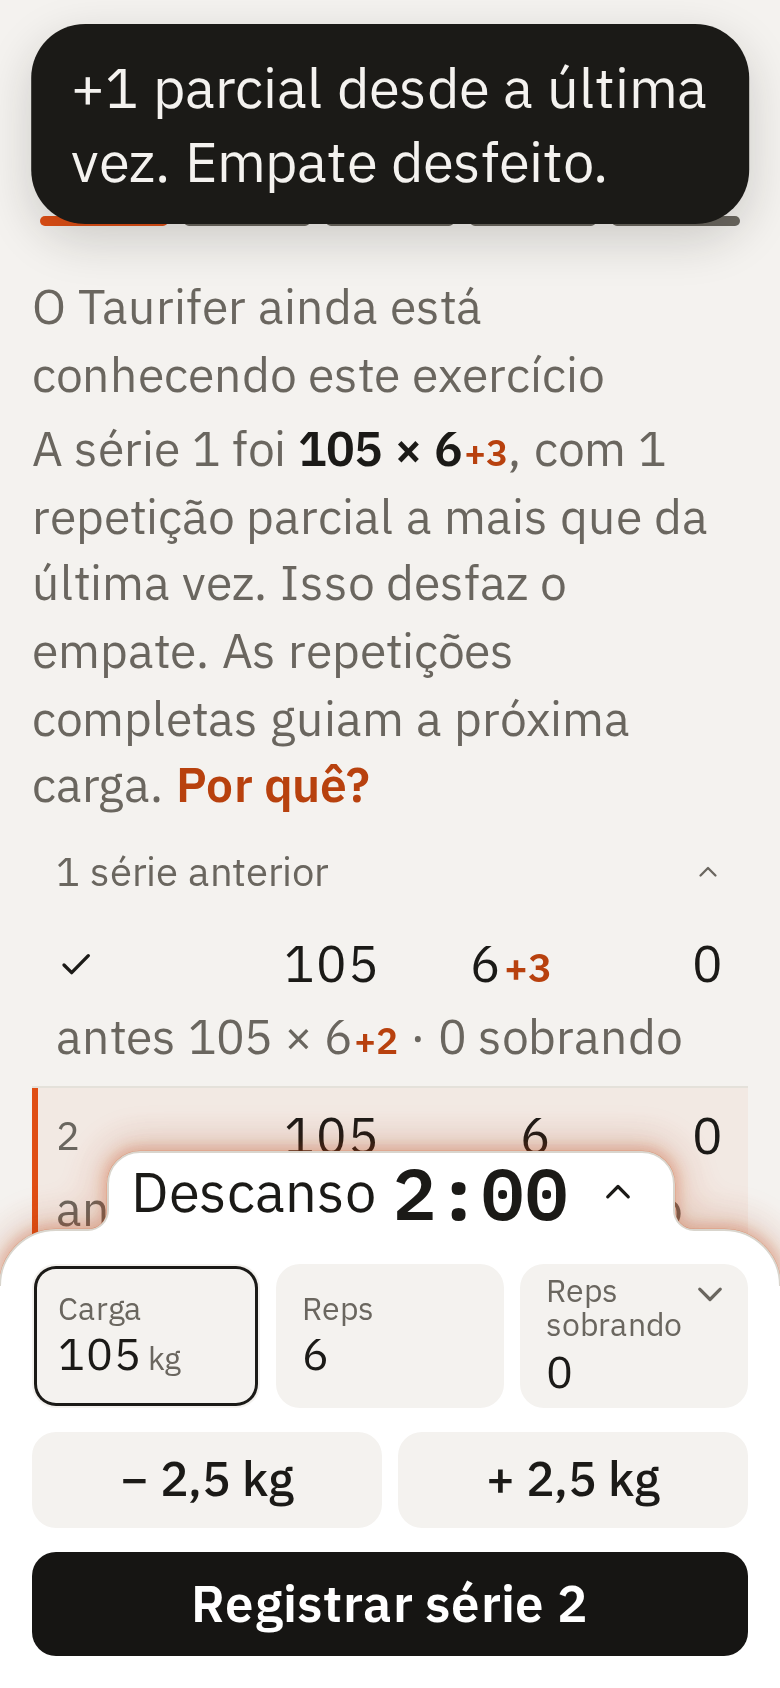 +1 parcial desde a última
vez. Empate desfeito.
O Taurifer ainda está
conhecendo este exercício
A série 1 foi 105 × 6+3, com 1
repetição parcial a mais que da
última vez. Isso desfaz o
empate. As repetições
completas guiam a próxima
carga. Por quê?
1 série anterior
105 6+3 0
antes 105 × 6+2 · 0 sobrando
2 105 6 0
Descanso 2:00
Carga
105 kg
Reps
6
Reps
sobrando
0
− 2,5 kg
+ 2,5 kg
Registrar série 2